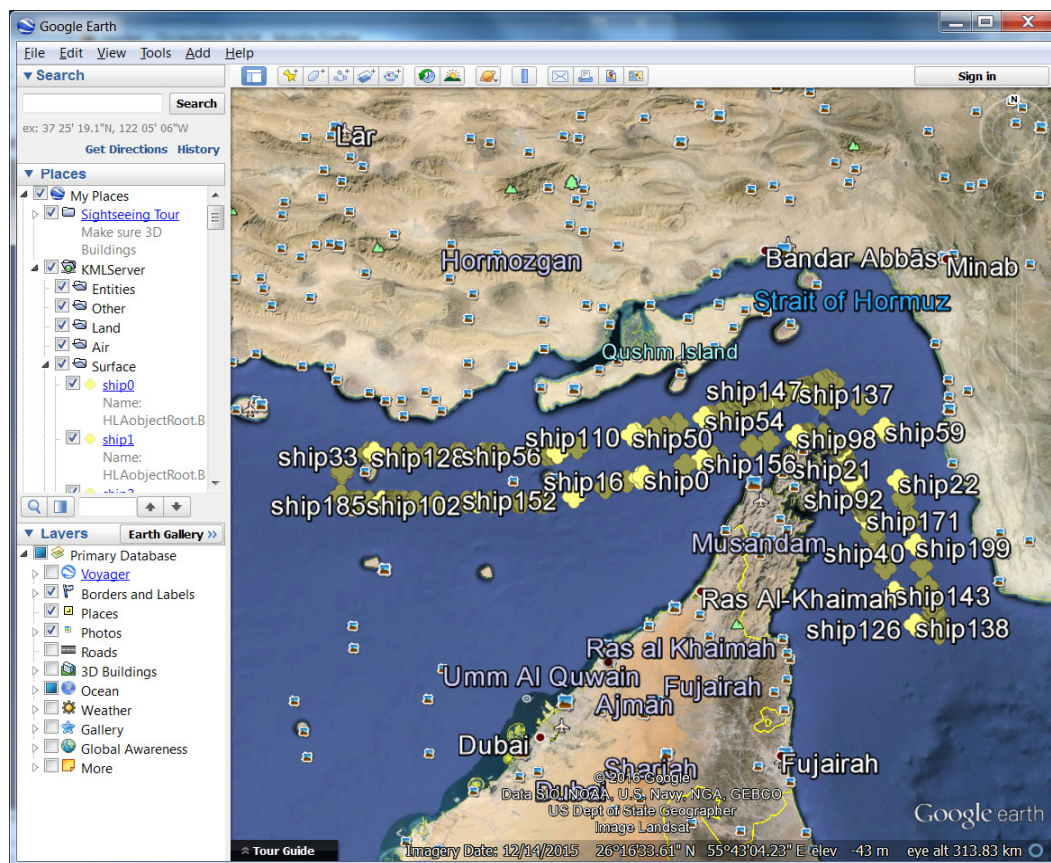 Google Earth
File Edit View Tools Add Help
Search
Sign in
Search
ex: 37 25' 19.1"N, 122 05' 06"W
Get Directions History
Places
My Places
Sightseeing Tour
Make sure 3D
Buildings
KMLServer
Entities
Other
Land
Air
Surface
ship0
Name:
HLAobjectRoot.B
ship1
Name:
HLAobjectRoot.B
Layers
Earth Gallery >>
Primary Database
Voyager
Borders and Labels
Places
Photos
Roads
3D Buildings
Ocean
Weather
Gallery
Global Awareness
More
N
Lār
Hormozgan
Bandar Abbās
Minab
Strait of Hormuz
Qushm Island
ship147
ship137
ship54
ship110
ship50
ship98
ship59
ship33
ship128
ship56
ship156
ship21
ship16
ship0
ship22
ship185
ship102
ship152
ship92
ship171
Musandam
ship40
ship199
Ras Al-Khaimah
ship143
ship126
ship138
Ras al Khaimah
Umm Al Quwain
Fujairah
Ajmān
Dubai
Sharjah
Fujairah
Dubai
© 2016 Google
Data SIO, NOAA, U.S. Navy, NGA, GEBCO
US Dept of State Geographer
Image Landsat
Google earth
Tour Guide
Imagery Date: 12/14/2015 26°16'33.61" N 55°43'04.23" E elev -43 m eye alt 313.83 km